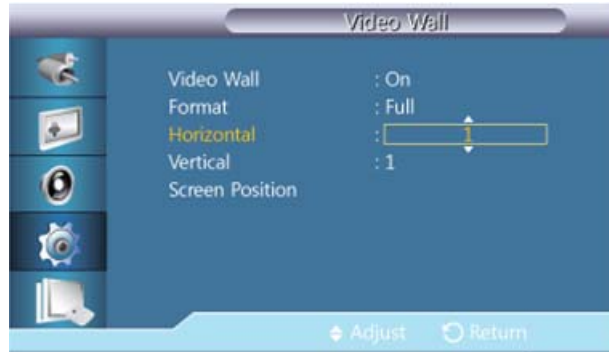 Video Wall
Video Wall : On
Format : Full
Horizontal : 1
Vertical : 1
Screen Position
Adjust Return